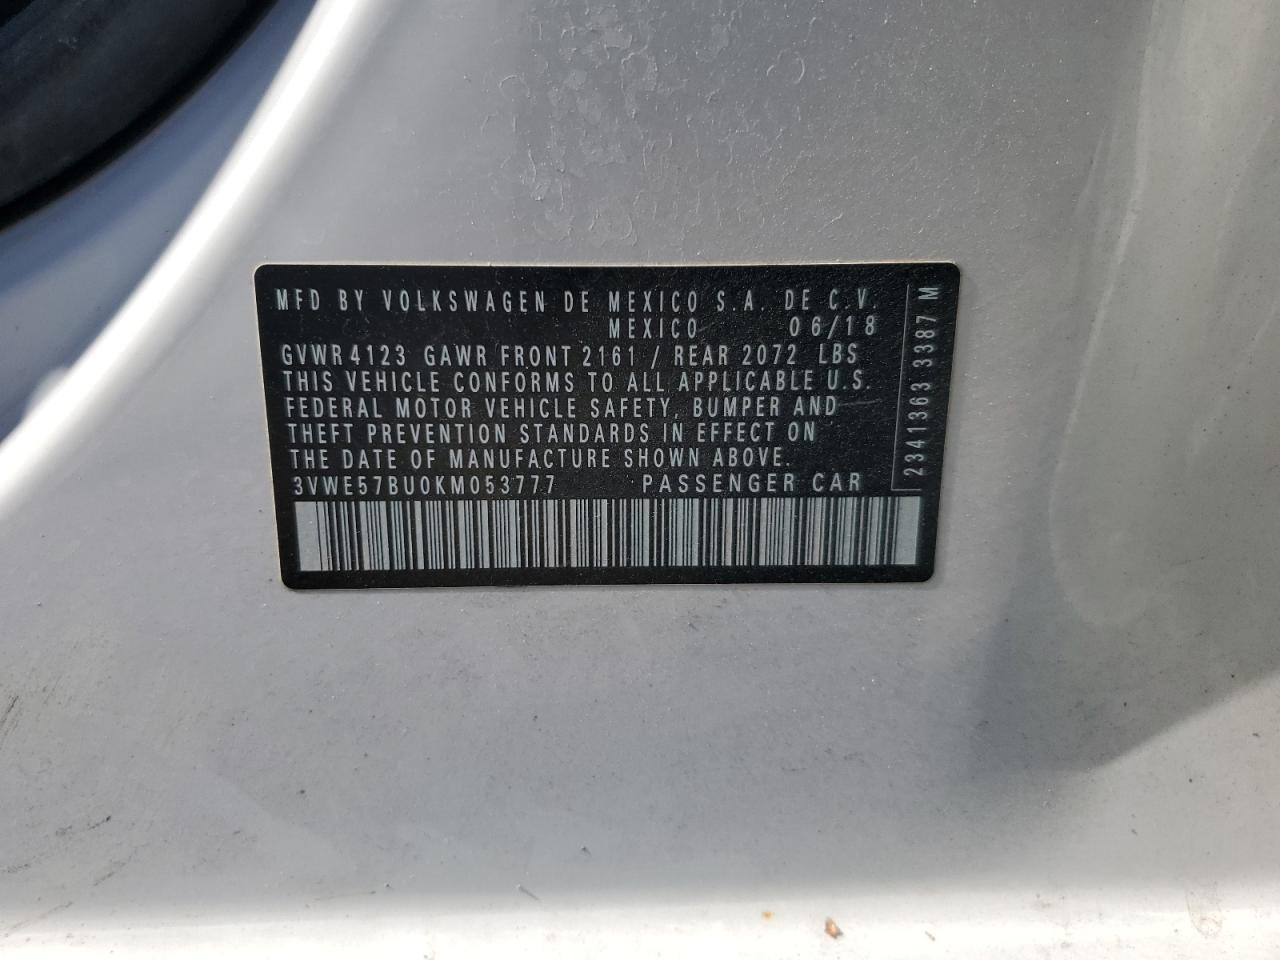 MFD BY VOLKSWAGEN DE MEXICO S.A. DE C.V.
MEXICO 06/18
GVWR 4123 GAWR FRONT 2161 / REAR 2072 LBS
THIS VEHICLE CONFORMS TO ALL APPLICABLE U.S.
FEDERAL MOTOR VEHICLE SAFETY, BUMPER AND
THEFT PREVENTION STANDARDS IN EFFECT ON
THE DATE OF MANUFACTURE SHOWN ABOVE.
3VWE57BU0KM053777 PASSENGER CAR
2341363 3387 M